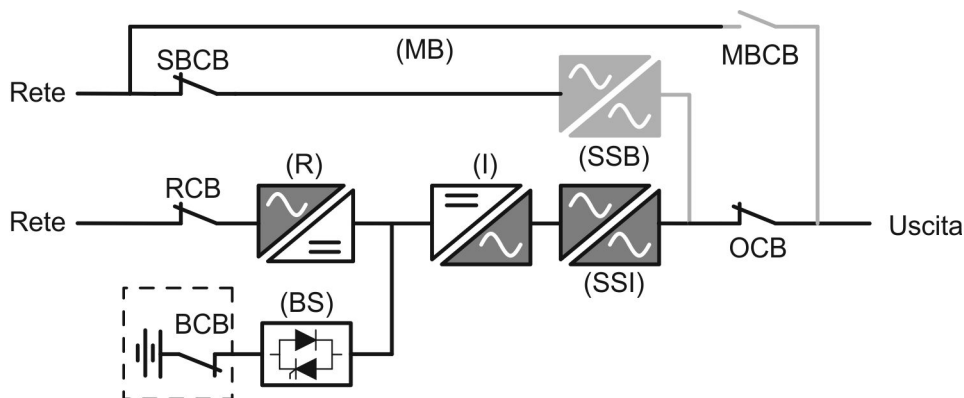 (MB)
MBCB
SBCB
Rete
(SSB)
(R)
(I)
RCB
Rete
Uscita
OCB
(SSI)
(BS)
BCB